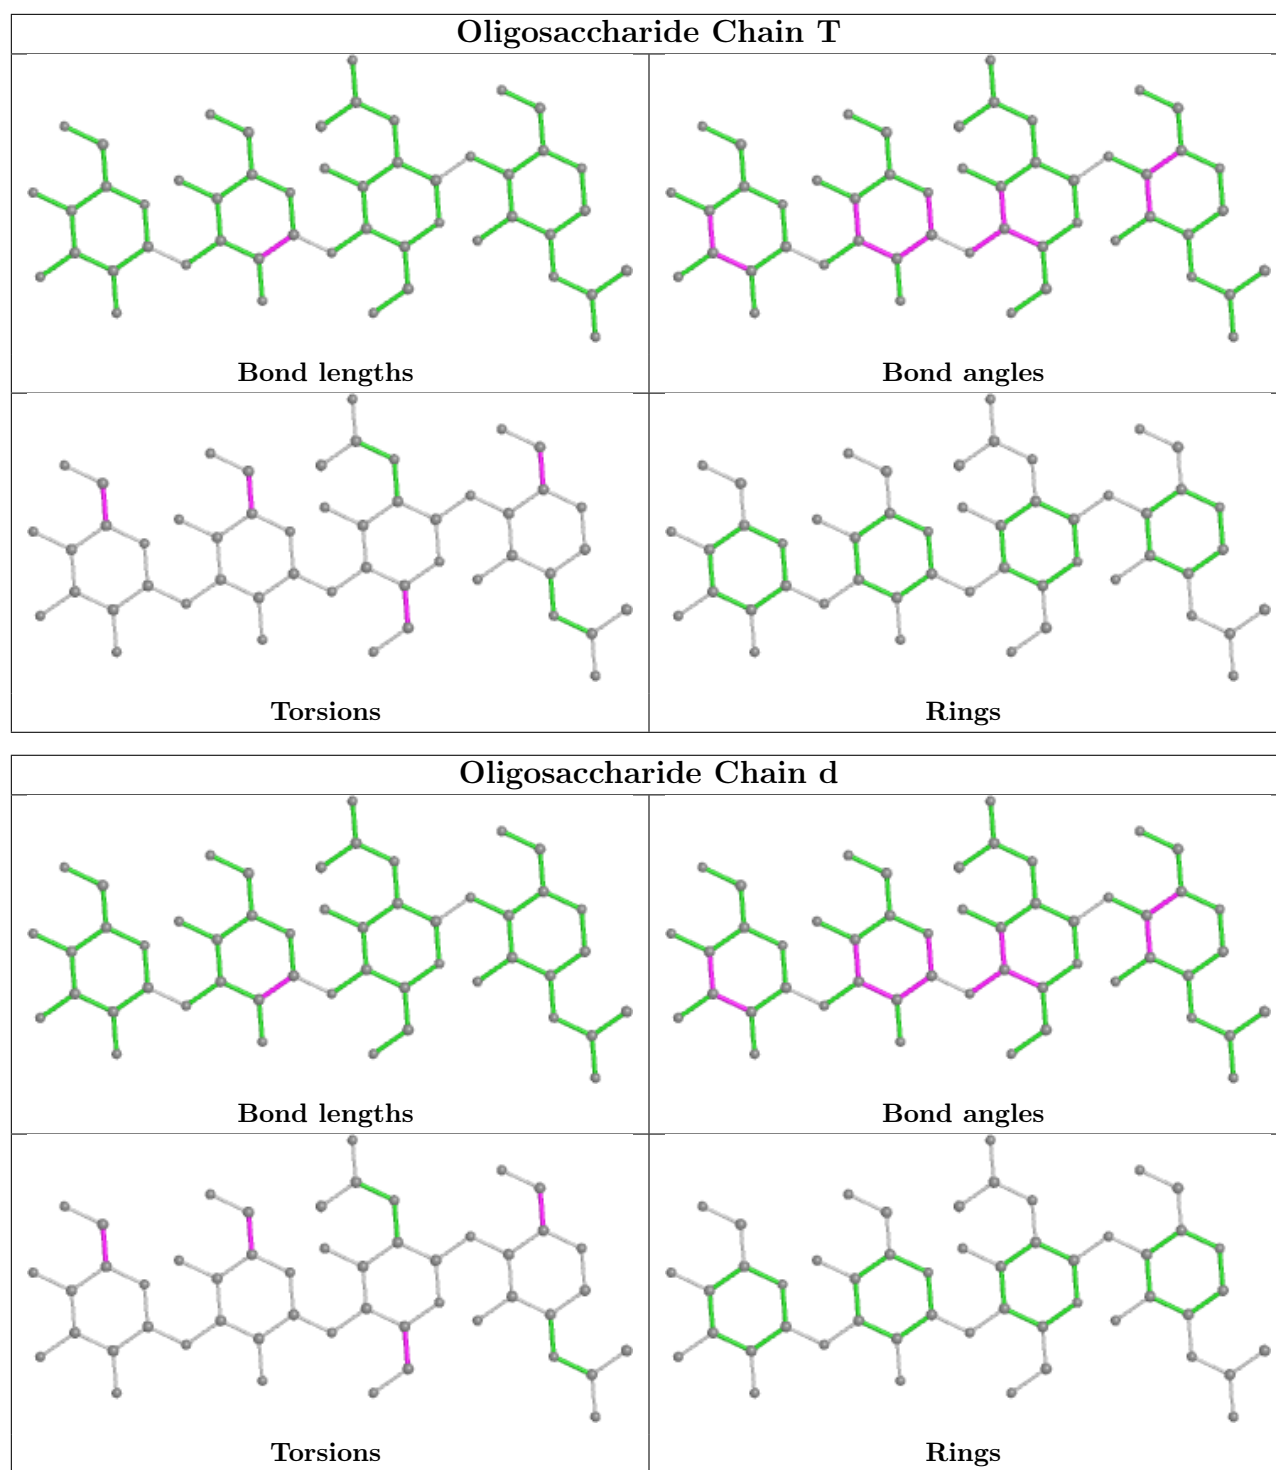 Oligosaccharide Chain T
Bond lengths
Bond angles
Torsions
Rings
Oligosaccharide Chain d
Bond lengths
Bond angles
Torsions
Rings